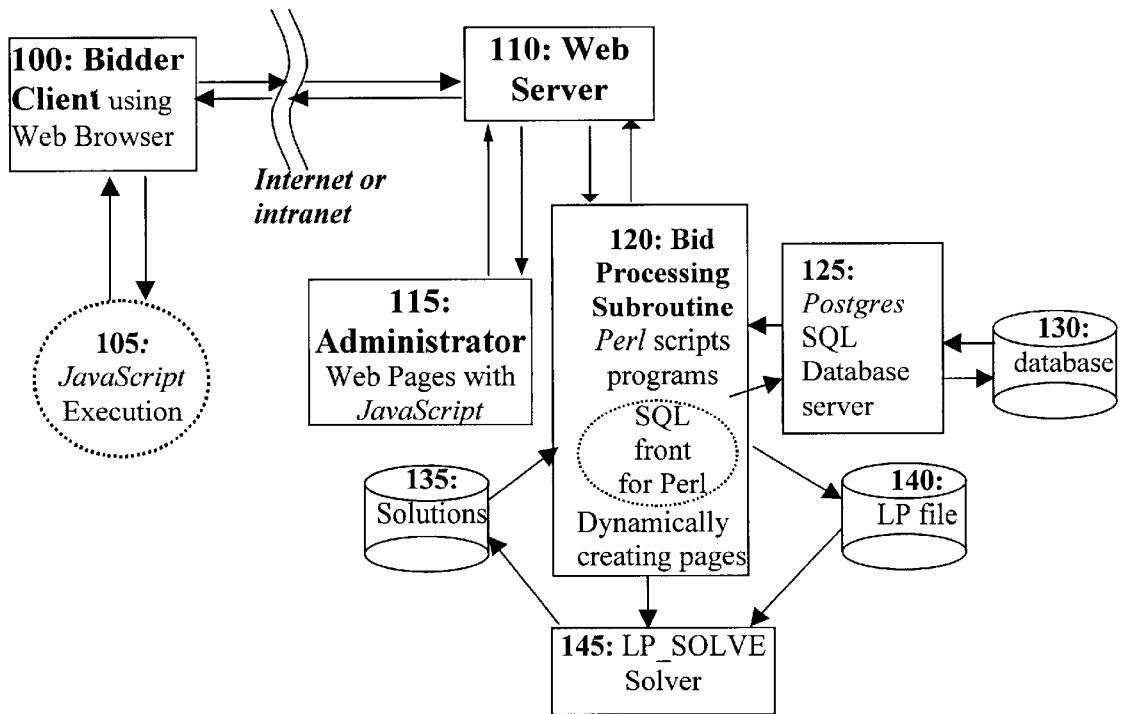 100: Bidder
Client using
Web Browser
110: Web
Server
Internet or
intranet
105:
JavaScript
Execution
115:
Administrator
Web Pages with
JavaScript
120: Bid
Processing
Subroutine
Perl scripts
programs
SQL
front
for Perl
Dynamically
creating pages
125:
Postgres
SQL
Database
server
130:
database
135:
Solutions
140:
LP file
145: LP_SOLVE
Solver